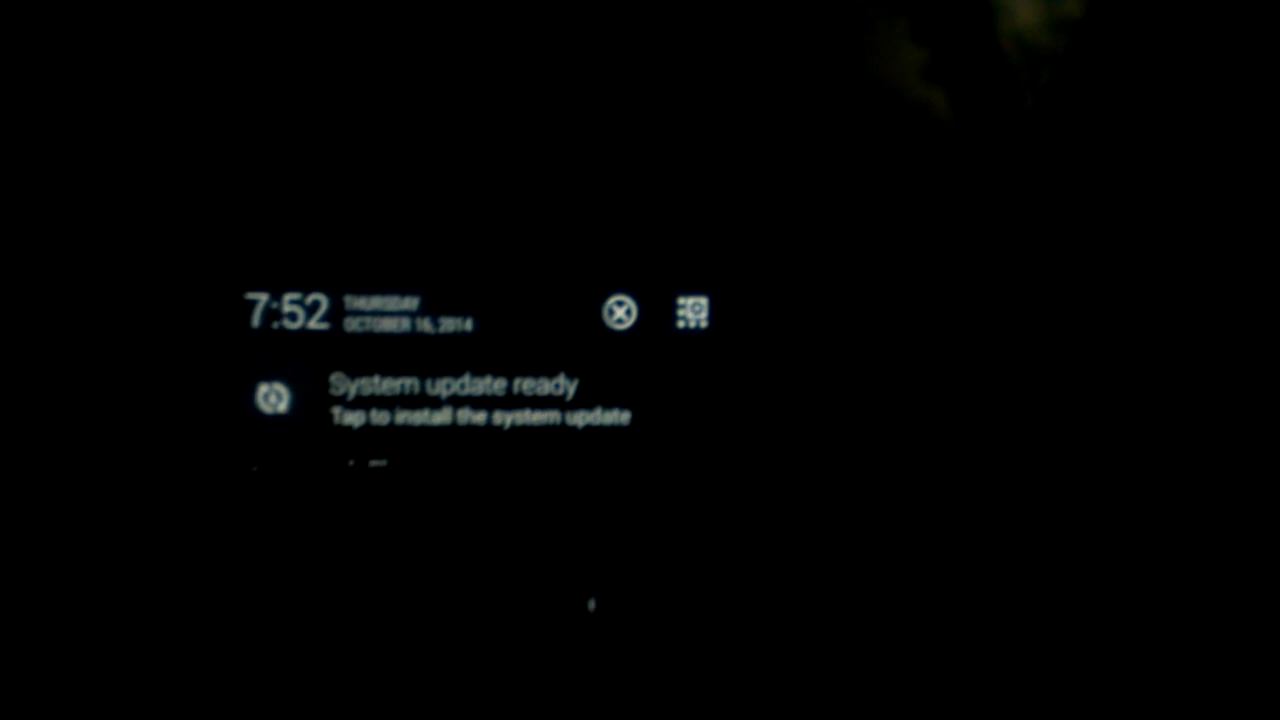 7:52
THURSDAY
OCTOBER 16, 2014
System update ready
Tap to install the system update